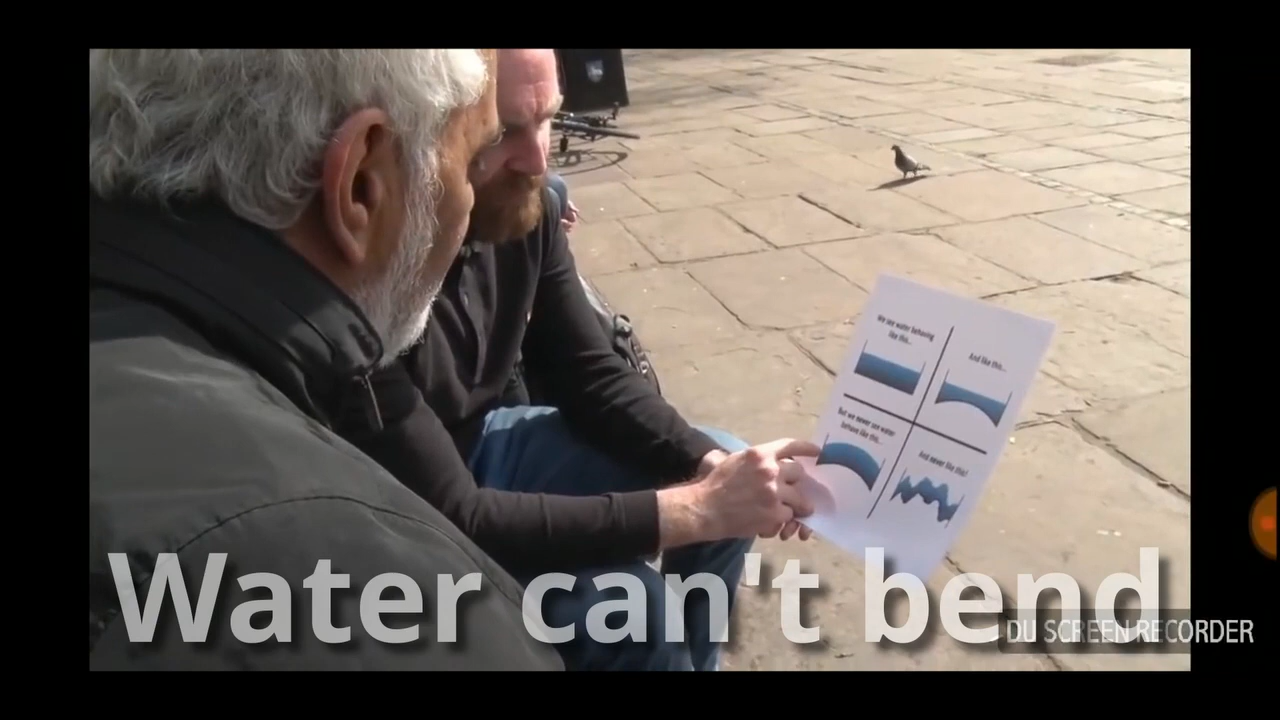 We see water behaving
like this...
And like this...
But we never see water
behave like this...
And never like this!
Water can't bend
DU SCREEN RECORDER